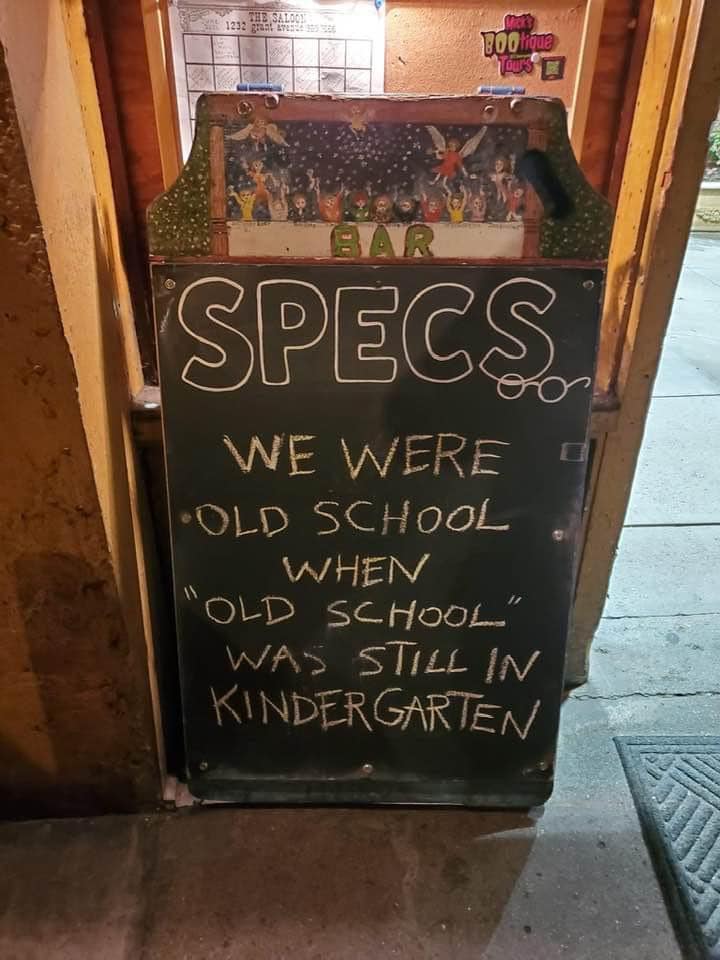 THE SALOON
1232 grant avenue
Mick's
BOOtique
Tours
BAR
SPECS
WE WERE
OLD SCHOOL
WHEN
"OLD SCHOOL"
WAS STILL IN
KINDERGARTEN